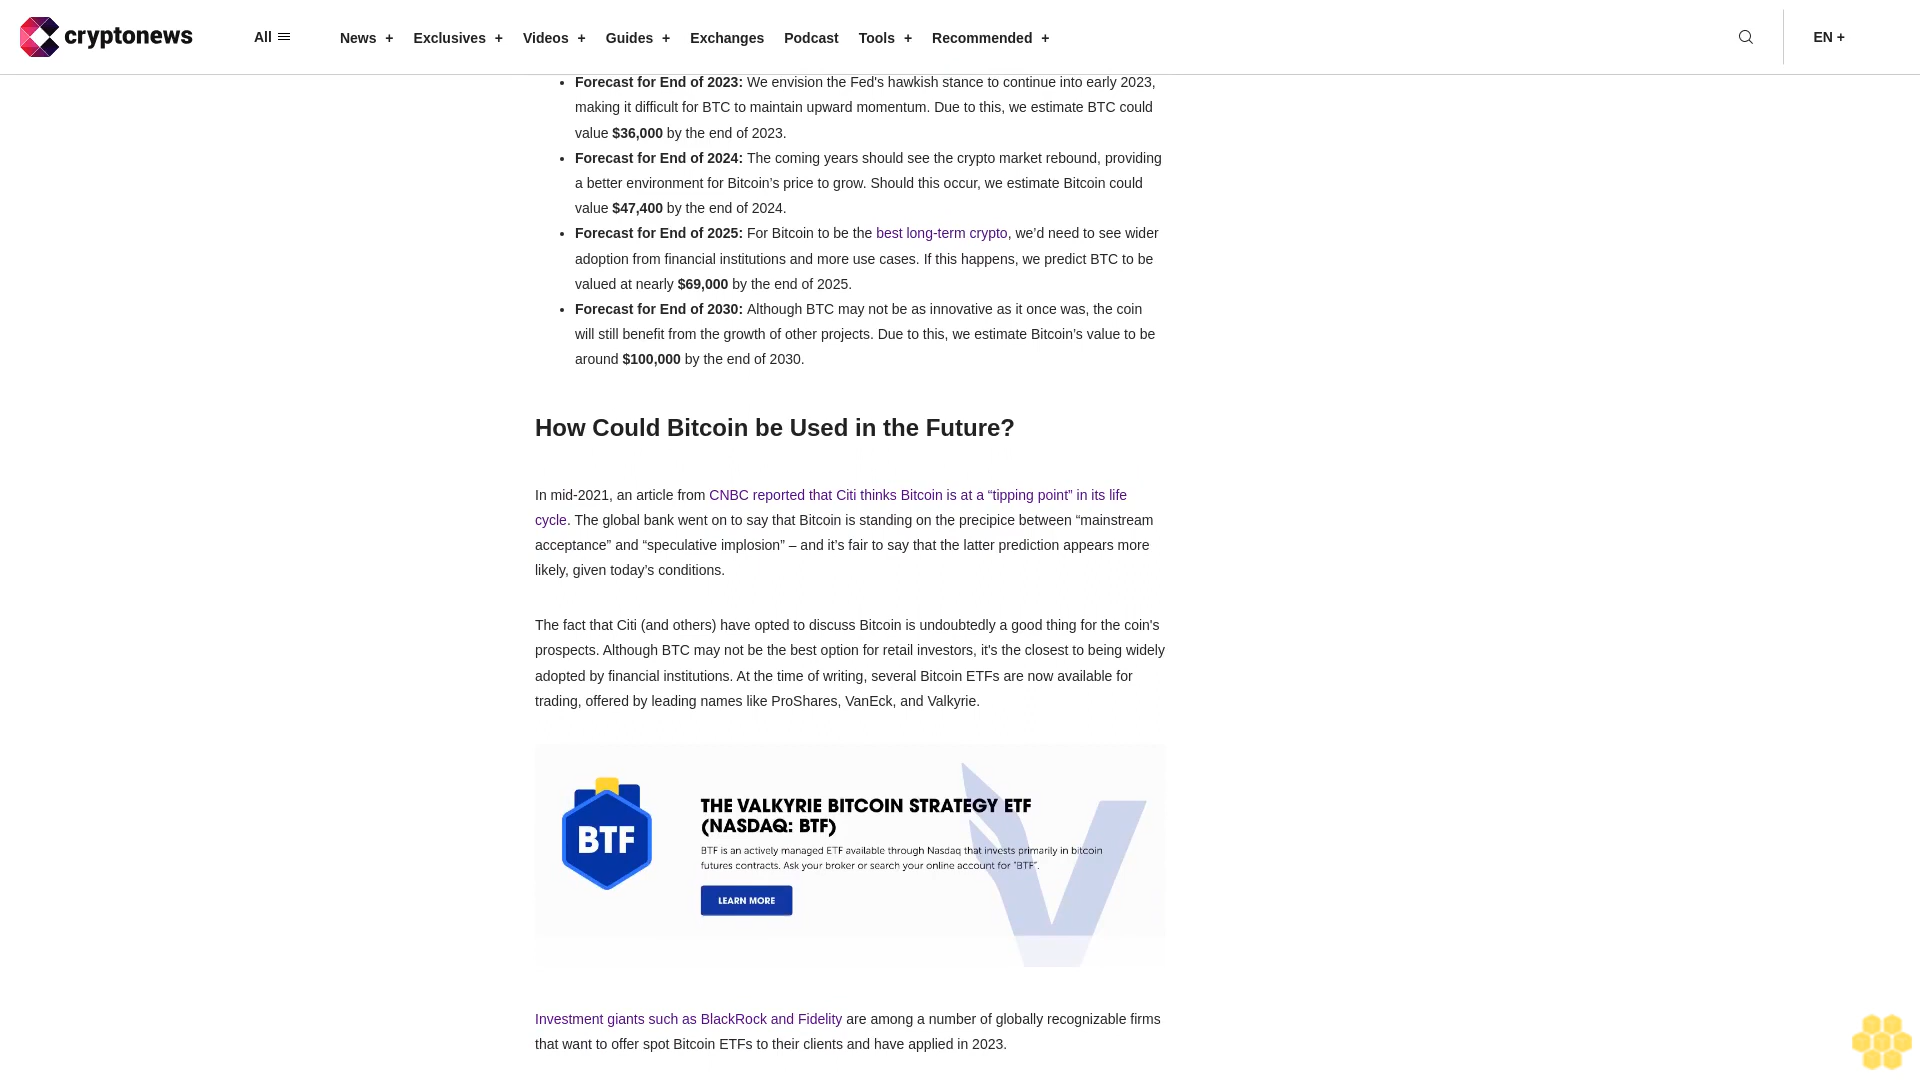 cryptonews
All
News +
Exclusives +
Videos +
Guides +
Exchanges
Podcast
Tools +
Recommended +
EN +
• Forecast for End of 2023: We envision the Fed's hawkish stance to continue into early 2023,
making it difficult for BTC to maintain upward momentum. Due to this, we estimate BTC could
value $36,000 by the end of 2023.
• Forecast for End of 2024: The coming years should see the crypto market rebound, providing
a better environment for Bitcoin’s price to grow. Should this occur, we estimate Bitcoin could
value $47,400 by the end of 2024.
• Forecast for End of 2025: For Bitcoin to be the best long-term crypto, we’d need to see wider
adoption from financial institutions and more use cases. If this happens, we predict BTC to be
valued at nearly $69,000 by the end of 2025.
• Forecast for End of 2030: Although BTC may not be as innovative as it once was, the coin
will still benefit from the growth of other projects. Due to this, we estimate Bitcoin’s value to be
around $100,000 by the end of 2030.
How Could Bitcoin be Used in the Future?
In mid-2021, an article from CNBC reported that Citi thinks Bitcoin is at a “tipping point” in its life
cycle. The global bank went on to say that Bitcoin is standing on the precipice between “mainstream
acceptance” and “speculative implosion” – and it’s fair to say that the latter prediction appears more
likely, given today’s conditions.
The fact that Citi (and others) have opted to discuss Bitcoin is undoubtedly a good thing for the coin's
prospects. Although BTC may not be the best option for retail investors, it's the closest to being widely
adopted by financial institutions. At the time of writing, several Bitcoin ETFs are now available for
trading, offered by leading names like ProShares, VanEck, and Valkyrie.
BTF
THE VALKYRIE BITCOIN STRATEGY ETF
(NASDAQ: BTF)
BTF is an actively managed ETF available through Nasdaq that invests primarily in bitcoin
futures contracts. Ask your broker or search your online account for “BTF”.
LEARN MORE
Investment giants such as BlackRock and Fidelity are among a number of globally recognizable firms
that want to offer spot Bitcoin ETFs to their clients and have applied in 2023.